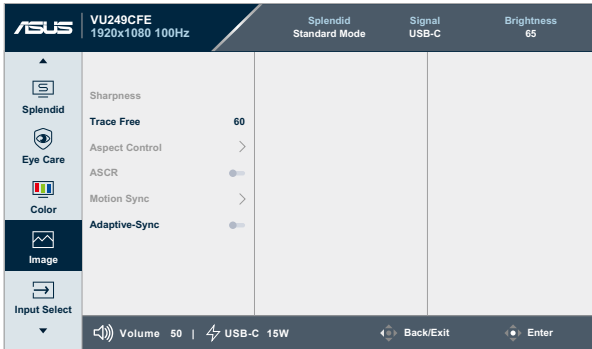 ASUS
VU249CFE
1920x1080 100Hz
Splendid
Standard Mode
Signal
USB-C
Brightness
65
Splendid
Eye Care
Color
Image
Input Select
Sharpness
Trace Free 60
Aspect Control
ASCR
Motion Sync
Adaptive-Sync
Volume 50 | USB-C 15W
Back/Exit
Enter